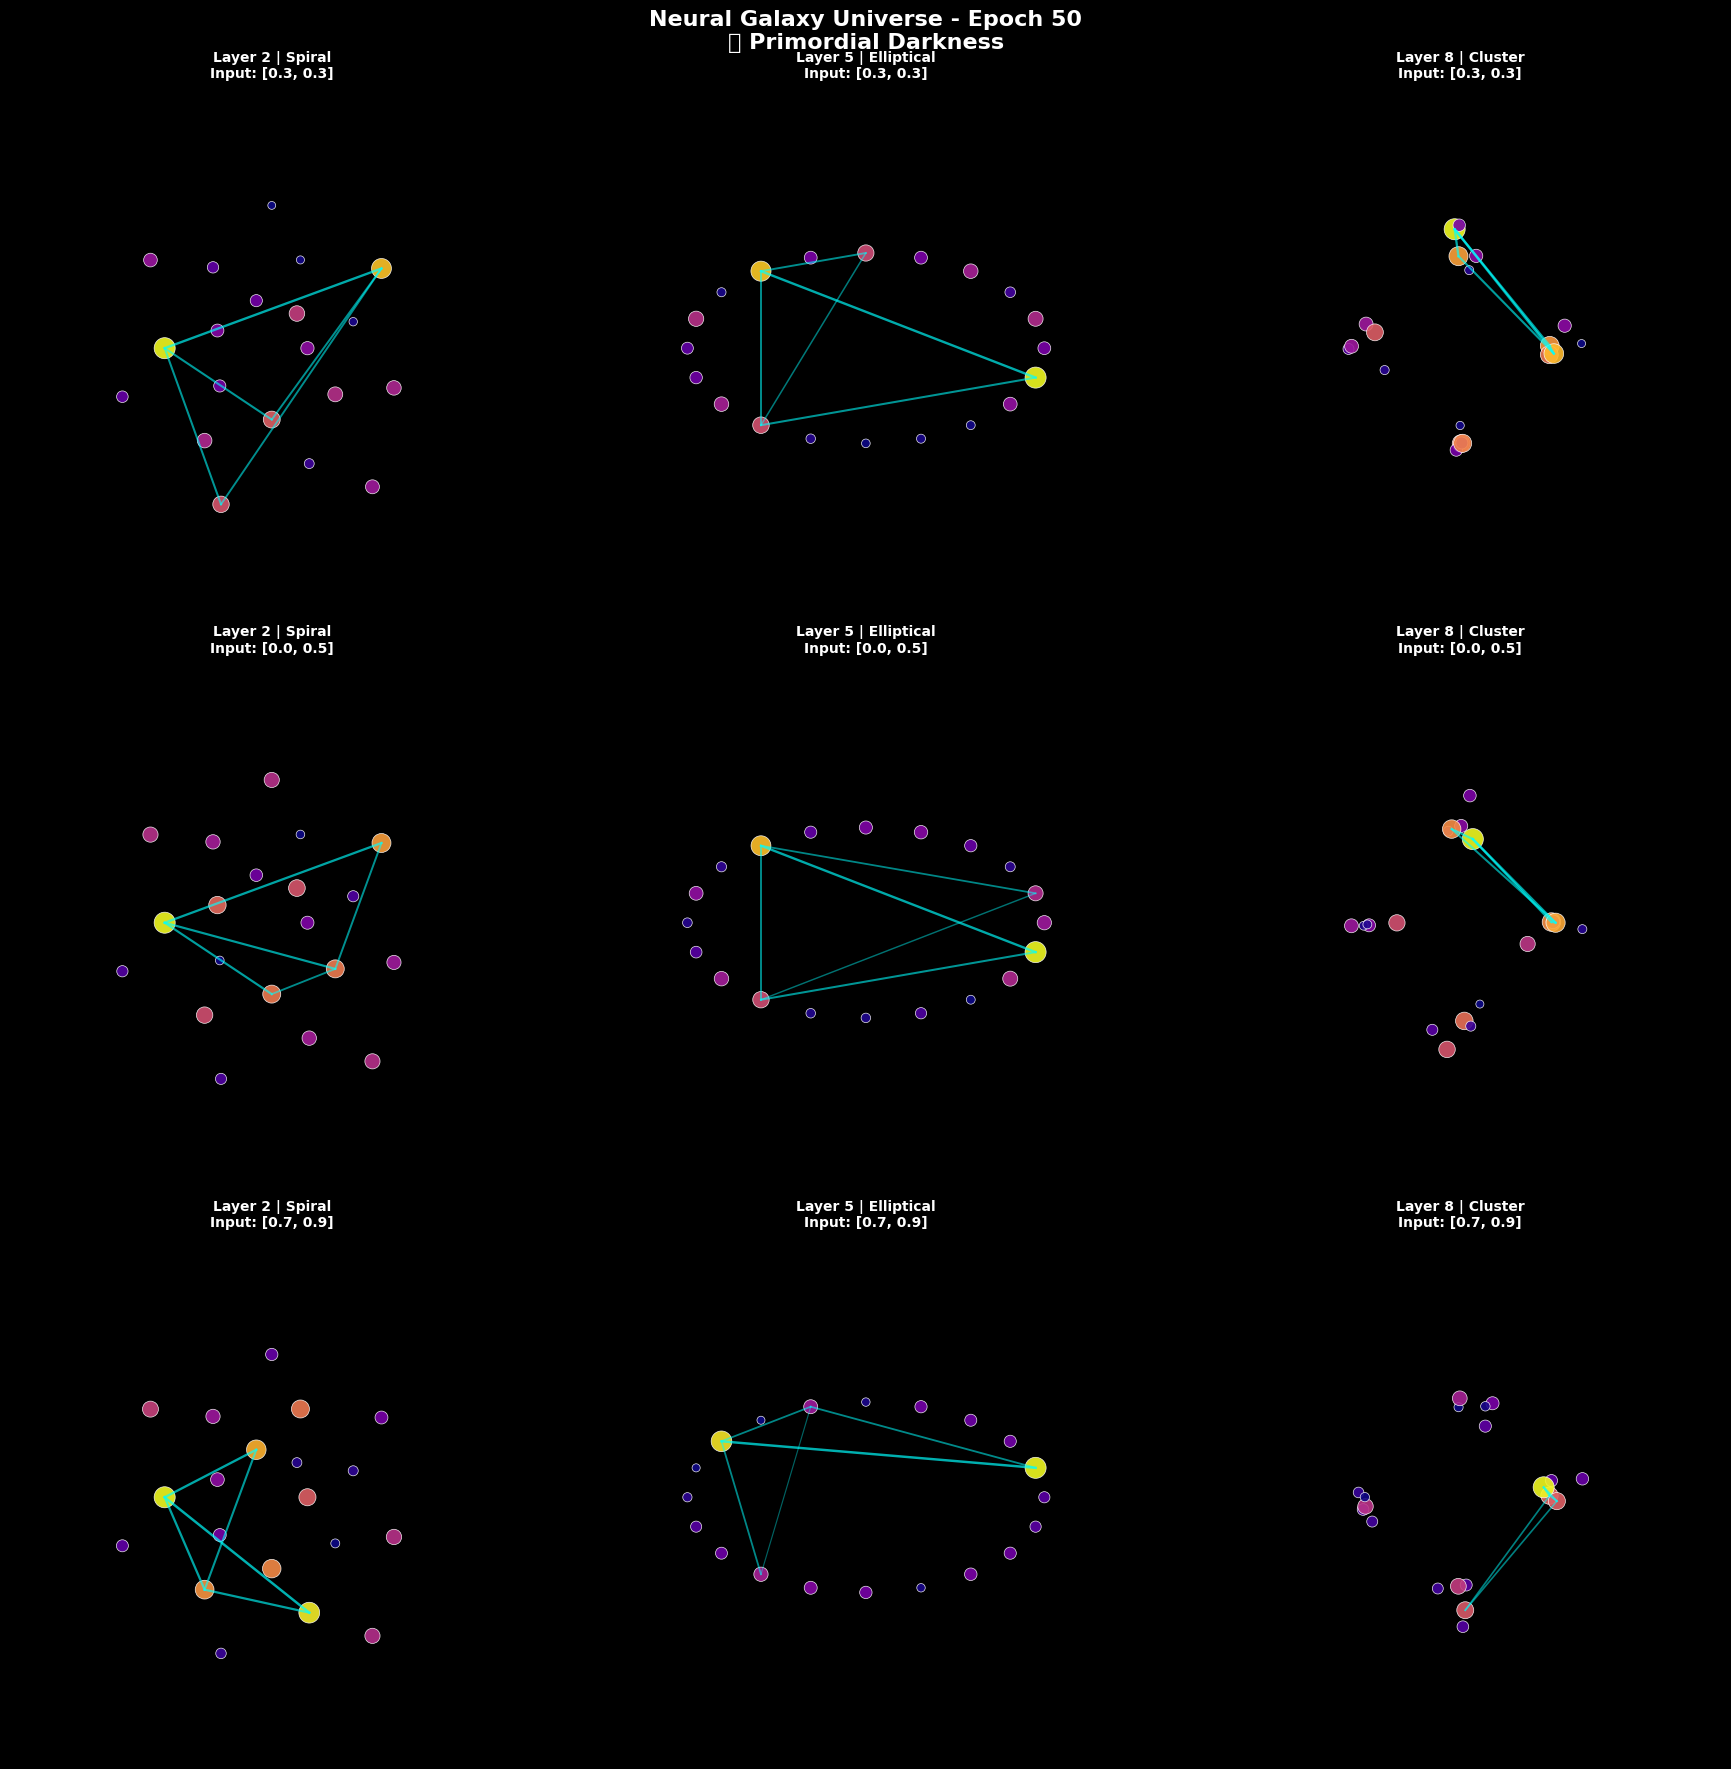 Neural Galaxy Universe - Epoch 50
Primordial Darkness
Layer 2 | Spiral
Input: [0.3, 0.3]
Layer 5 | Elliptical
Input: [0.3, 0.3]
Layer 8 | Cluster
Input: [0.3, 0.3]
Layer 2 | Spiral
Input: [0.0, 0.5]
Layer 5 | Elliptical
Input: [0.0, 0.5]
Layer 8 | Cluster
Input: [0.0, 0.5]
Layer 2 | Spiral
Input: [0.7, 0.9]
Layer 5 | Elliptical
Input: [0.7, 0.9]
Layer 8 | Cluster
Input: [0.7, 0.9]